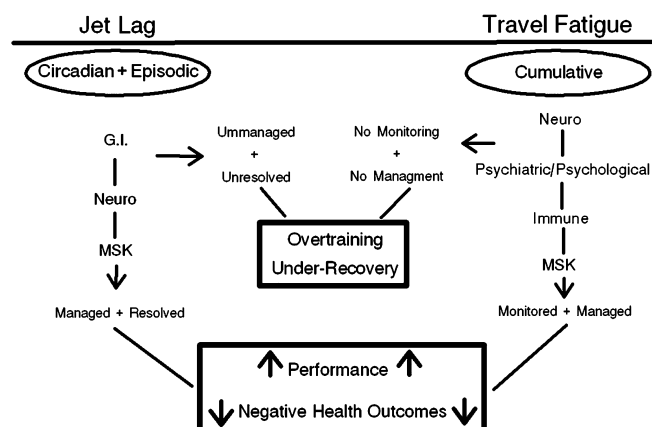 Jet Lag
Travel Fatigue
Circadian + Episodic
Cumulative
G.I.
Neuro
MSK
Managed + Resolved
Ummanaged
+
Unresolved
No Monitoring
+
No Managment
Neuro
Psychiatric/Psychological
Immune
MSK
Monitored + Managed
Overtraining
Under-Recovery
Performance
Negative Health Outcomes